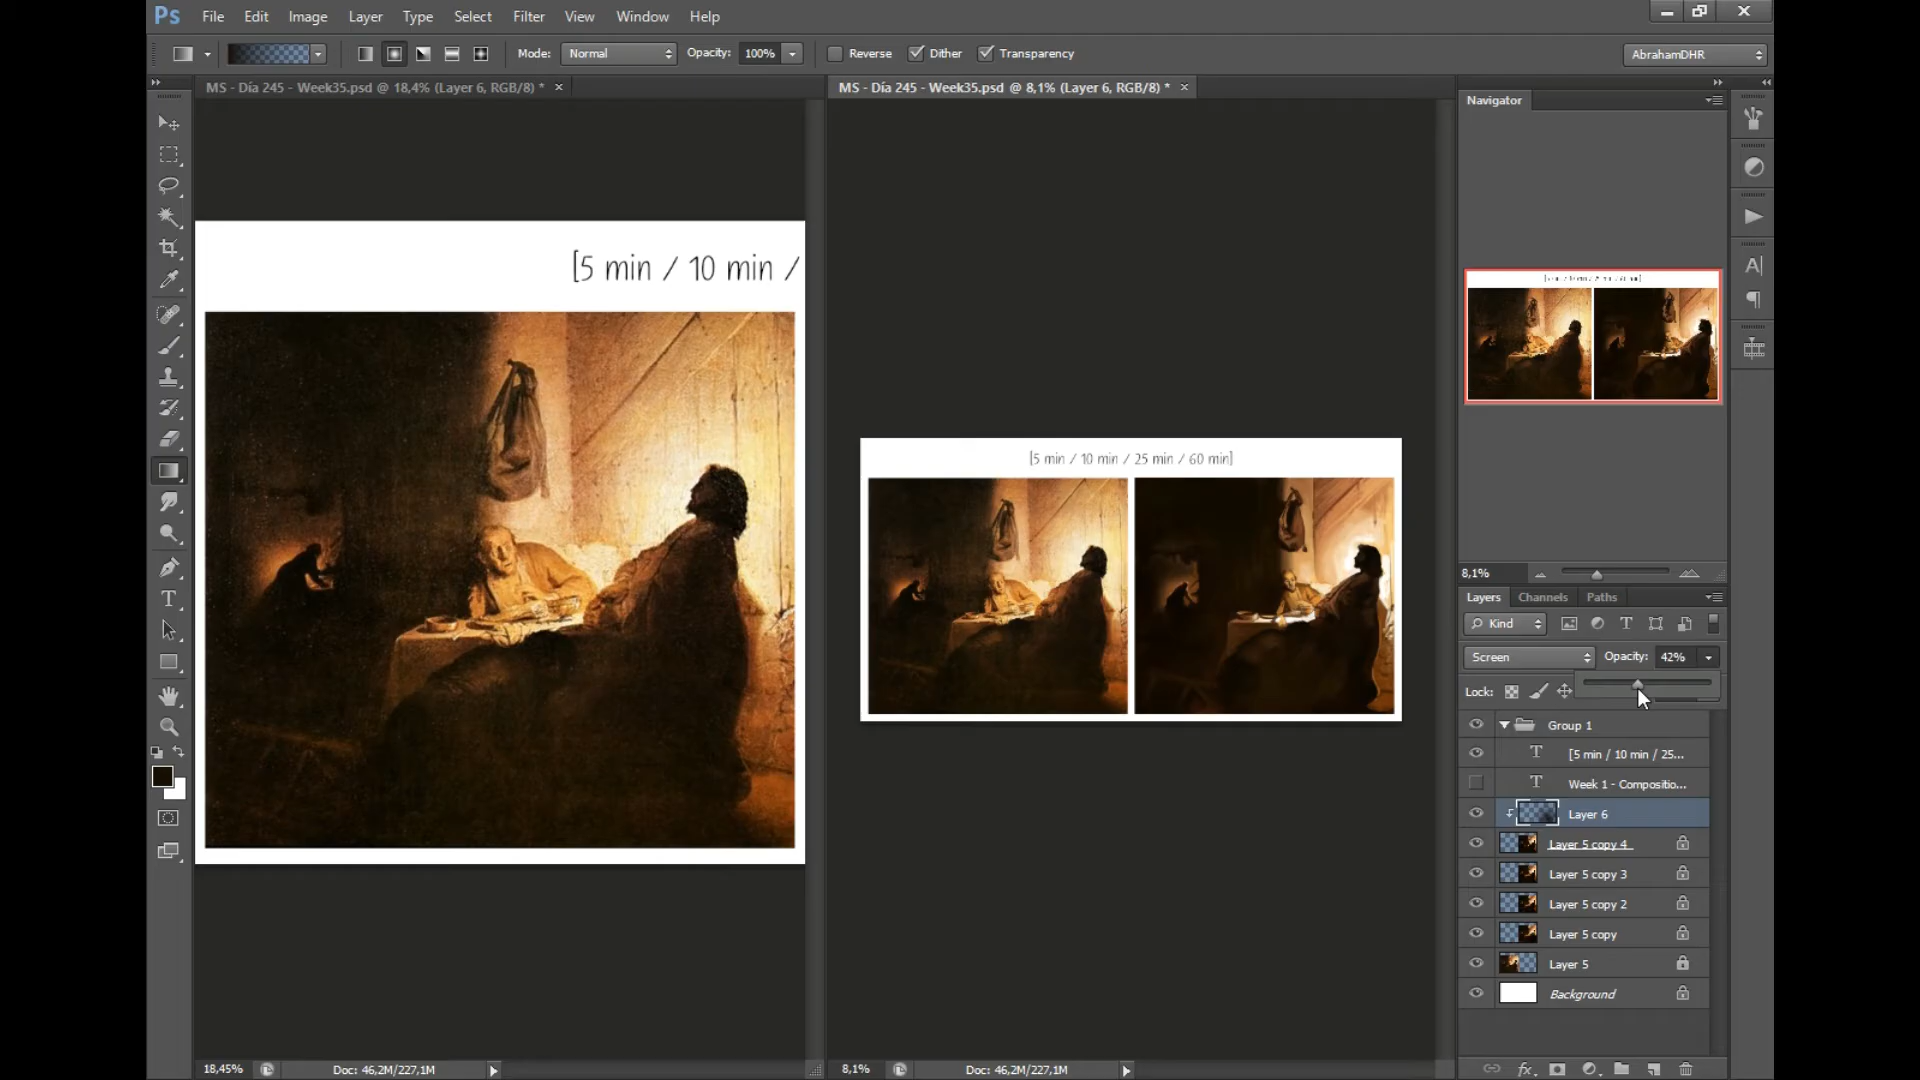 Ps File Edit Image Layer Type Select Filter View Window Help
Mode: Normal Opacity: 100% Reverse Dither Transparency AbrahamDHR
MS - Día 245 - Week35.psd @ 18,4% (Layer 6, RGB/8) *
MS - Día 245 - Week35.psd @ 8,1% (Layer 6, RGB/8) *
Navigator
[5 min / 10 min /
[5 min / 10 min / 25 min / 60 min]
8,1%
Layers Channels Paths
Kind
Screen Opacity: 42%
Lock:
Group 1
[5 min / 10 min / 25...
Week 1 - Compositio...
Layer 6
Layer 5 copy 4
Layer 5 copy 3
Layer 5 copy 2
Layer 5 copy
Layer 5
Background
18,45% Doc: 46,2M/227,1M
8,1% Doc: 46,2M/227,1M